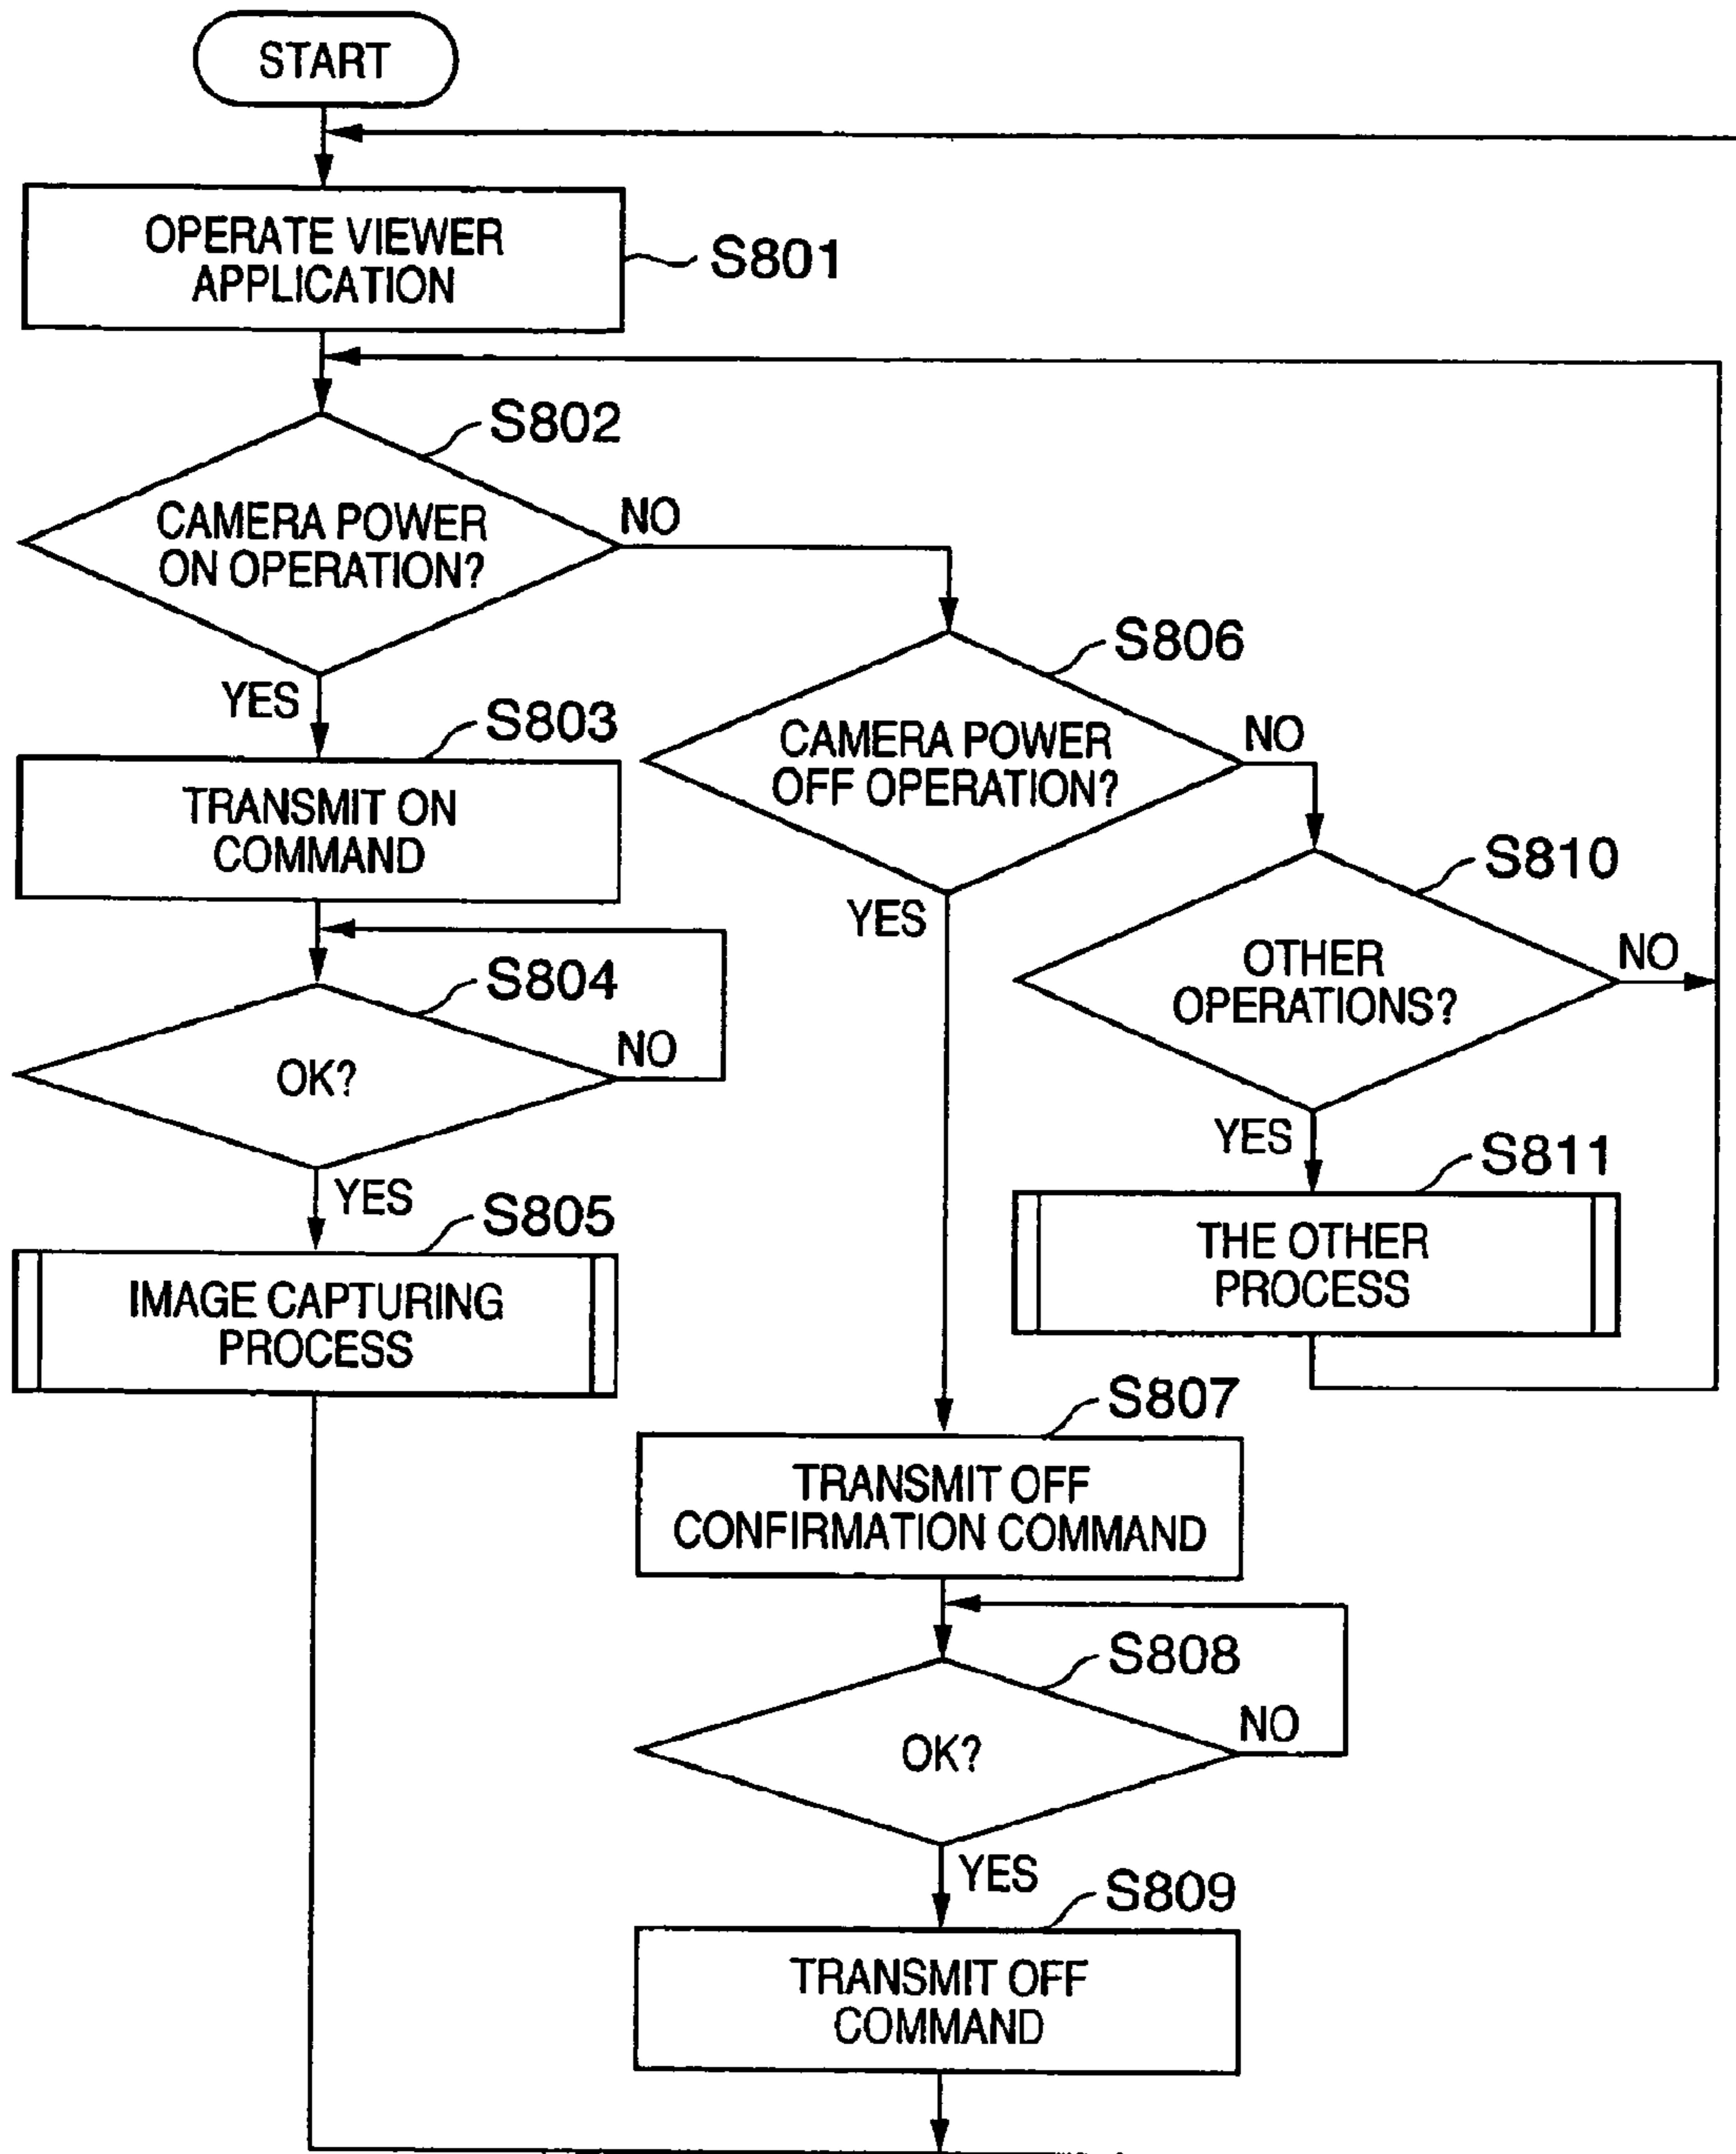 START
OPERATE VIEWER
APPLICATION
S801
S802
CAMERA POWER
ON OPERATION?
NO
YES
S803
TRANSMIT ON
COMMAND
S804
OK?
NO
YES
S805
IMAGE CAPTURING
PROCESS
S806
CAMERA POWER
OFF OPERATION?
NO
YES
S810
OTHER
OPERATIONS?
NO
YES
S811
THE OTHER
PROCESS
S807
TRANSMIT OFF
CONFIRMATION COMMAND
S808
OK?
NO
YES
S809
TRANSMIT OFF
COMMAND